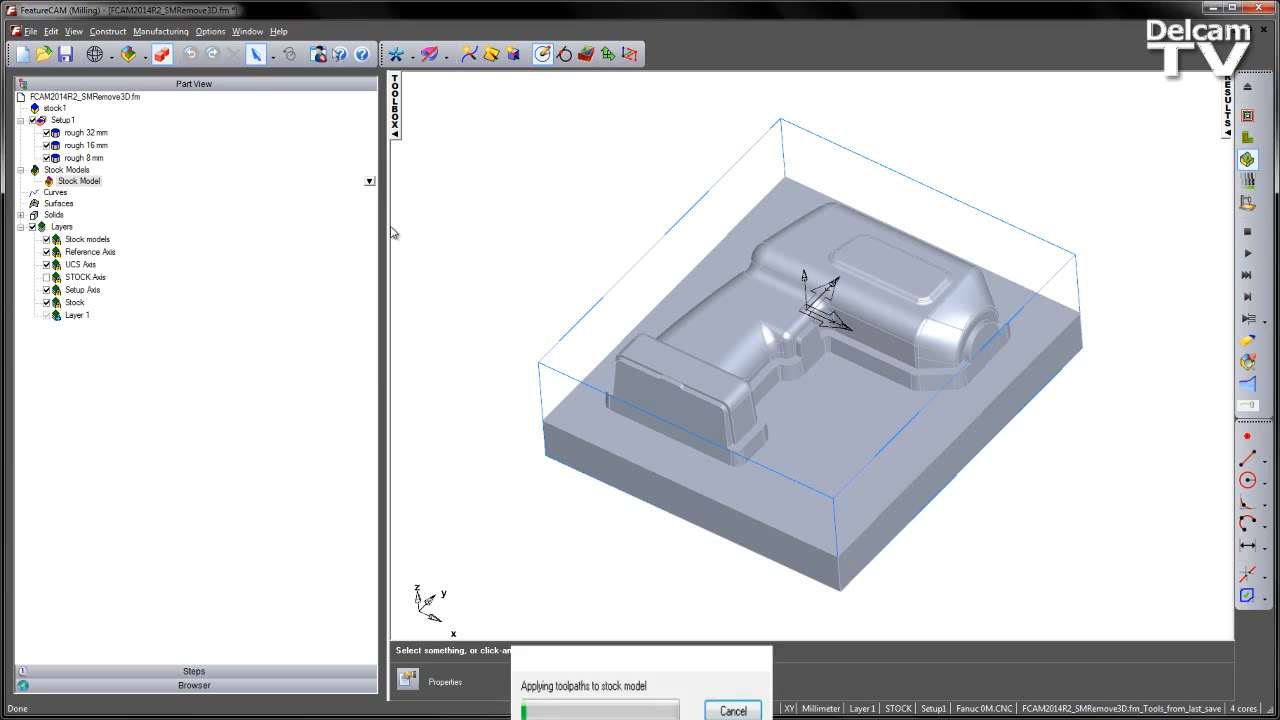 FeatureCAM (Milling) - [FCAM2014R2_SMRemove3D.fm *]
File Edit View Construct Manufacturing Options Window Help
Delcam
TV
TOOLBOX
RESULTS
Part View
FCAM2014R2_SMRemove3D.fm
stock1
Setup1
rough 32 mm
rough 16 mm
rough 8 mm
Stock Models
Stock Model
Curves
Surfaces
Solids
Layers
Stock models
Reference Axis
UCS Axis
STOCK Axis
Setup Axis
Stock
Layer 1
z
y
x
Steps
Browser
Select something, or click-an
Properties
Applying toolpaths to stock model
Cancel
Done
XY Millimeter Layer1 STOCK Setup1 Fanuc 0M.CNC FCAM2014R2_SMRemove3D.fm_Tools_from_last_save 4 cores